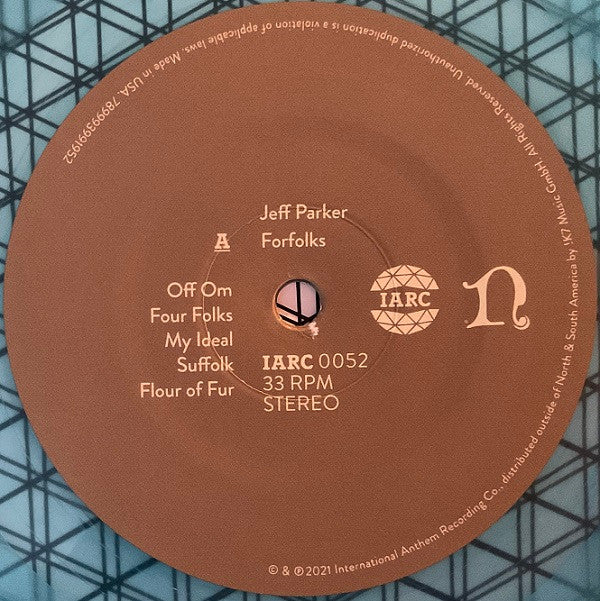 Jeff Parker
A
Forfolks
Off Om
Four Folks
My Ideal
Suffolk
Flour of Fur
IARC 0052
33 RPM
STEREO
IARC
n
© & ℗ 2021 International Anthem Recording Co., distributed outside of North & South America by !K7 Music GmbH. All Rights Reserved. Unauthorized duplication is a violation of applicable laws. Made in USA. 789993991952